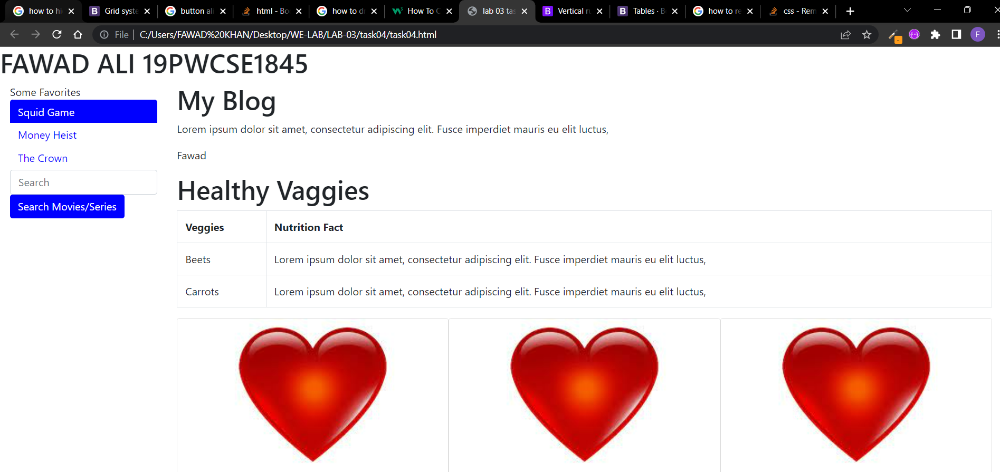 how to hi
Grid syste
button ali
html - Boo
how to dr
How To C
lab 03 tas
Vertical ru
Tables · B
how to re
css - Rem
File
C:/Users/FAWAD%20KHAN/Desktop/WE-LAB/LAB-03/task04/task04.html
F
FAWAD ALI 19PWCSE1845
Some Favorites
Squid Game
Money Heist
The Crown
Search
Search Movies/Series
My Blog
Lorem ipsum dolor sit amet, consectetur adipiscing elit. Fusce imperdiet mauris eu elit luctus,
Fawad
Healthy Vaggies
Veggies Nutrition Fact
Beets Lorem ipsum dolor sit amet, consectetur adipiscing elit. Fusce imperdiet mauris eu elit luctus,
Carrots Lorem ipsum dolor sit amet, consectetur adipiscing elit. Fusce imperdiet mauris eu elit luctus,